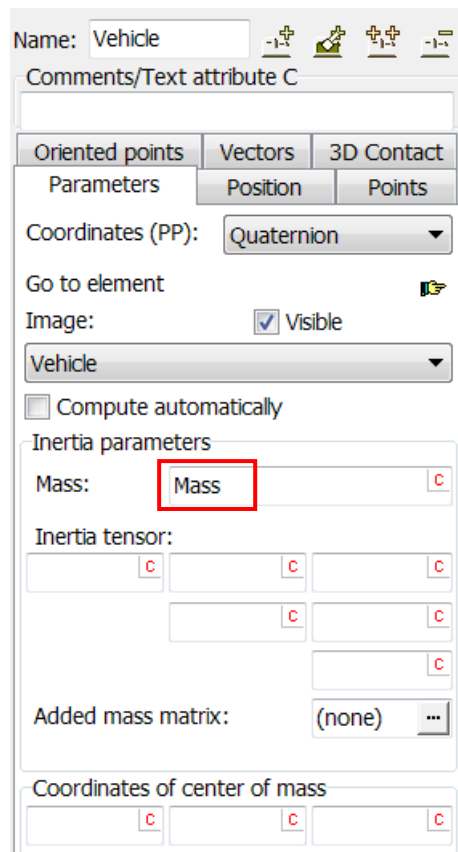 Name: Vehicle
Comments/Text attribute C
Oriented points Vectors 3D Contact
Parameters Position Points
Coordinates (PP): Quaternion
Go to element
Image: Visible
Vehicle
Compute automatically
Inertia parameters
Mass: Mass C
Inertia tensor:
C C C
C C
C
Added mass matrix: (none) ...
Coordinates of center of mass
C C C